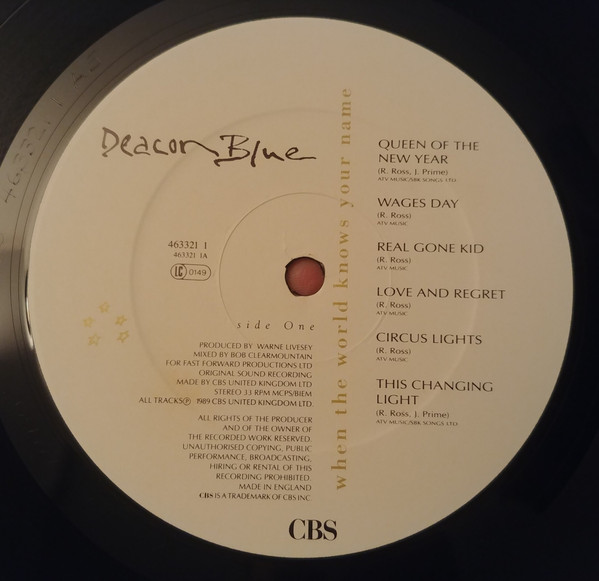 Deacon Blue
when the world knows your name
463321 1
463321 1A
LC 0149
side One
PRODUCED BY WARNE LIVESEY
MIXED BY BOB CLEARMOUNTAIN
FOR FAST FORWARD PRODUCTIONS LTD
ORIGINAL SOUND RECORDING
MADE BY CBS UNITED KINGDOM LTD
STEREO 33 RPM MCPS/BIEM
ALL TRACKS Ⓟ 1989 CBS UNITED KINGDOM LTD.
ALL RIGHTS OF THE PRODUCER
AND OF THE OWNER OF
THE RECORDED WORK RESERVED.
UNAUTHORISED COPYING, PUBLIC
PERFORMANCE, BROADCASTING,
HIRING OR RENTAL OF THIS
RECORDING PROHIBITED.
MADE IN ENGLAND
CBS IS A TRADEMARK OF CBS INC.
QUEEN OF THE
NEW YEAR
(R. Ross, J. Prime)
ATV MUSIC/SBK SONGS LTD.
WAGES DAY
(R. Ross)
ATV MUSIC
REAL GONE KID
(R. Ross)
ATV MUSIC
LOVE AND REGRET
(R. Ross)
ATV MUSIC
CIRCUS LIGHTS
(R. Ross)
ATV MUSIC
THIS CHANGING
LIGHT
(R. Ross, J. Prime)
ATV MUSIC/SBK SONGS LTD.
CBS